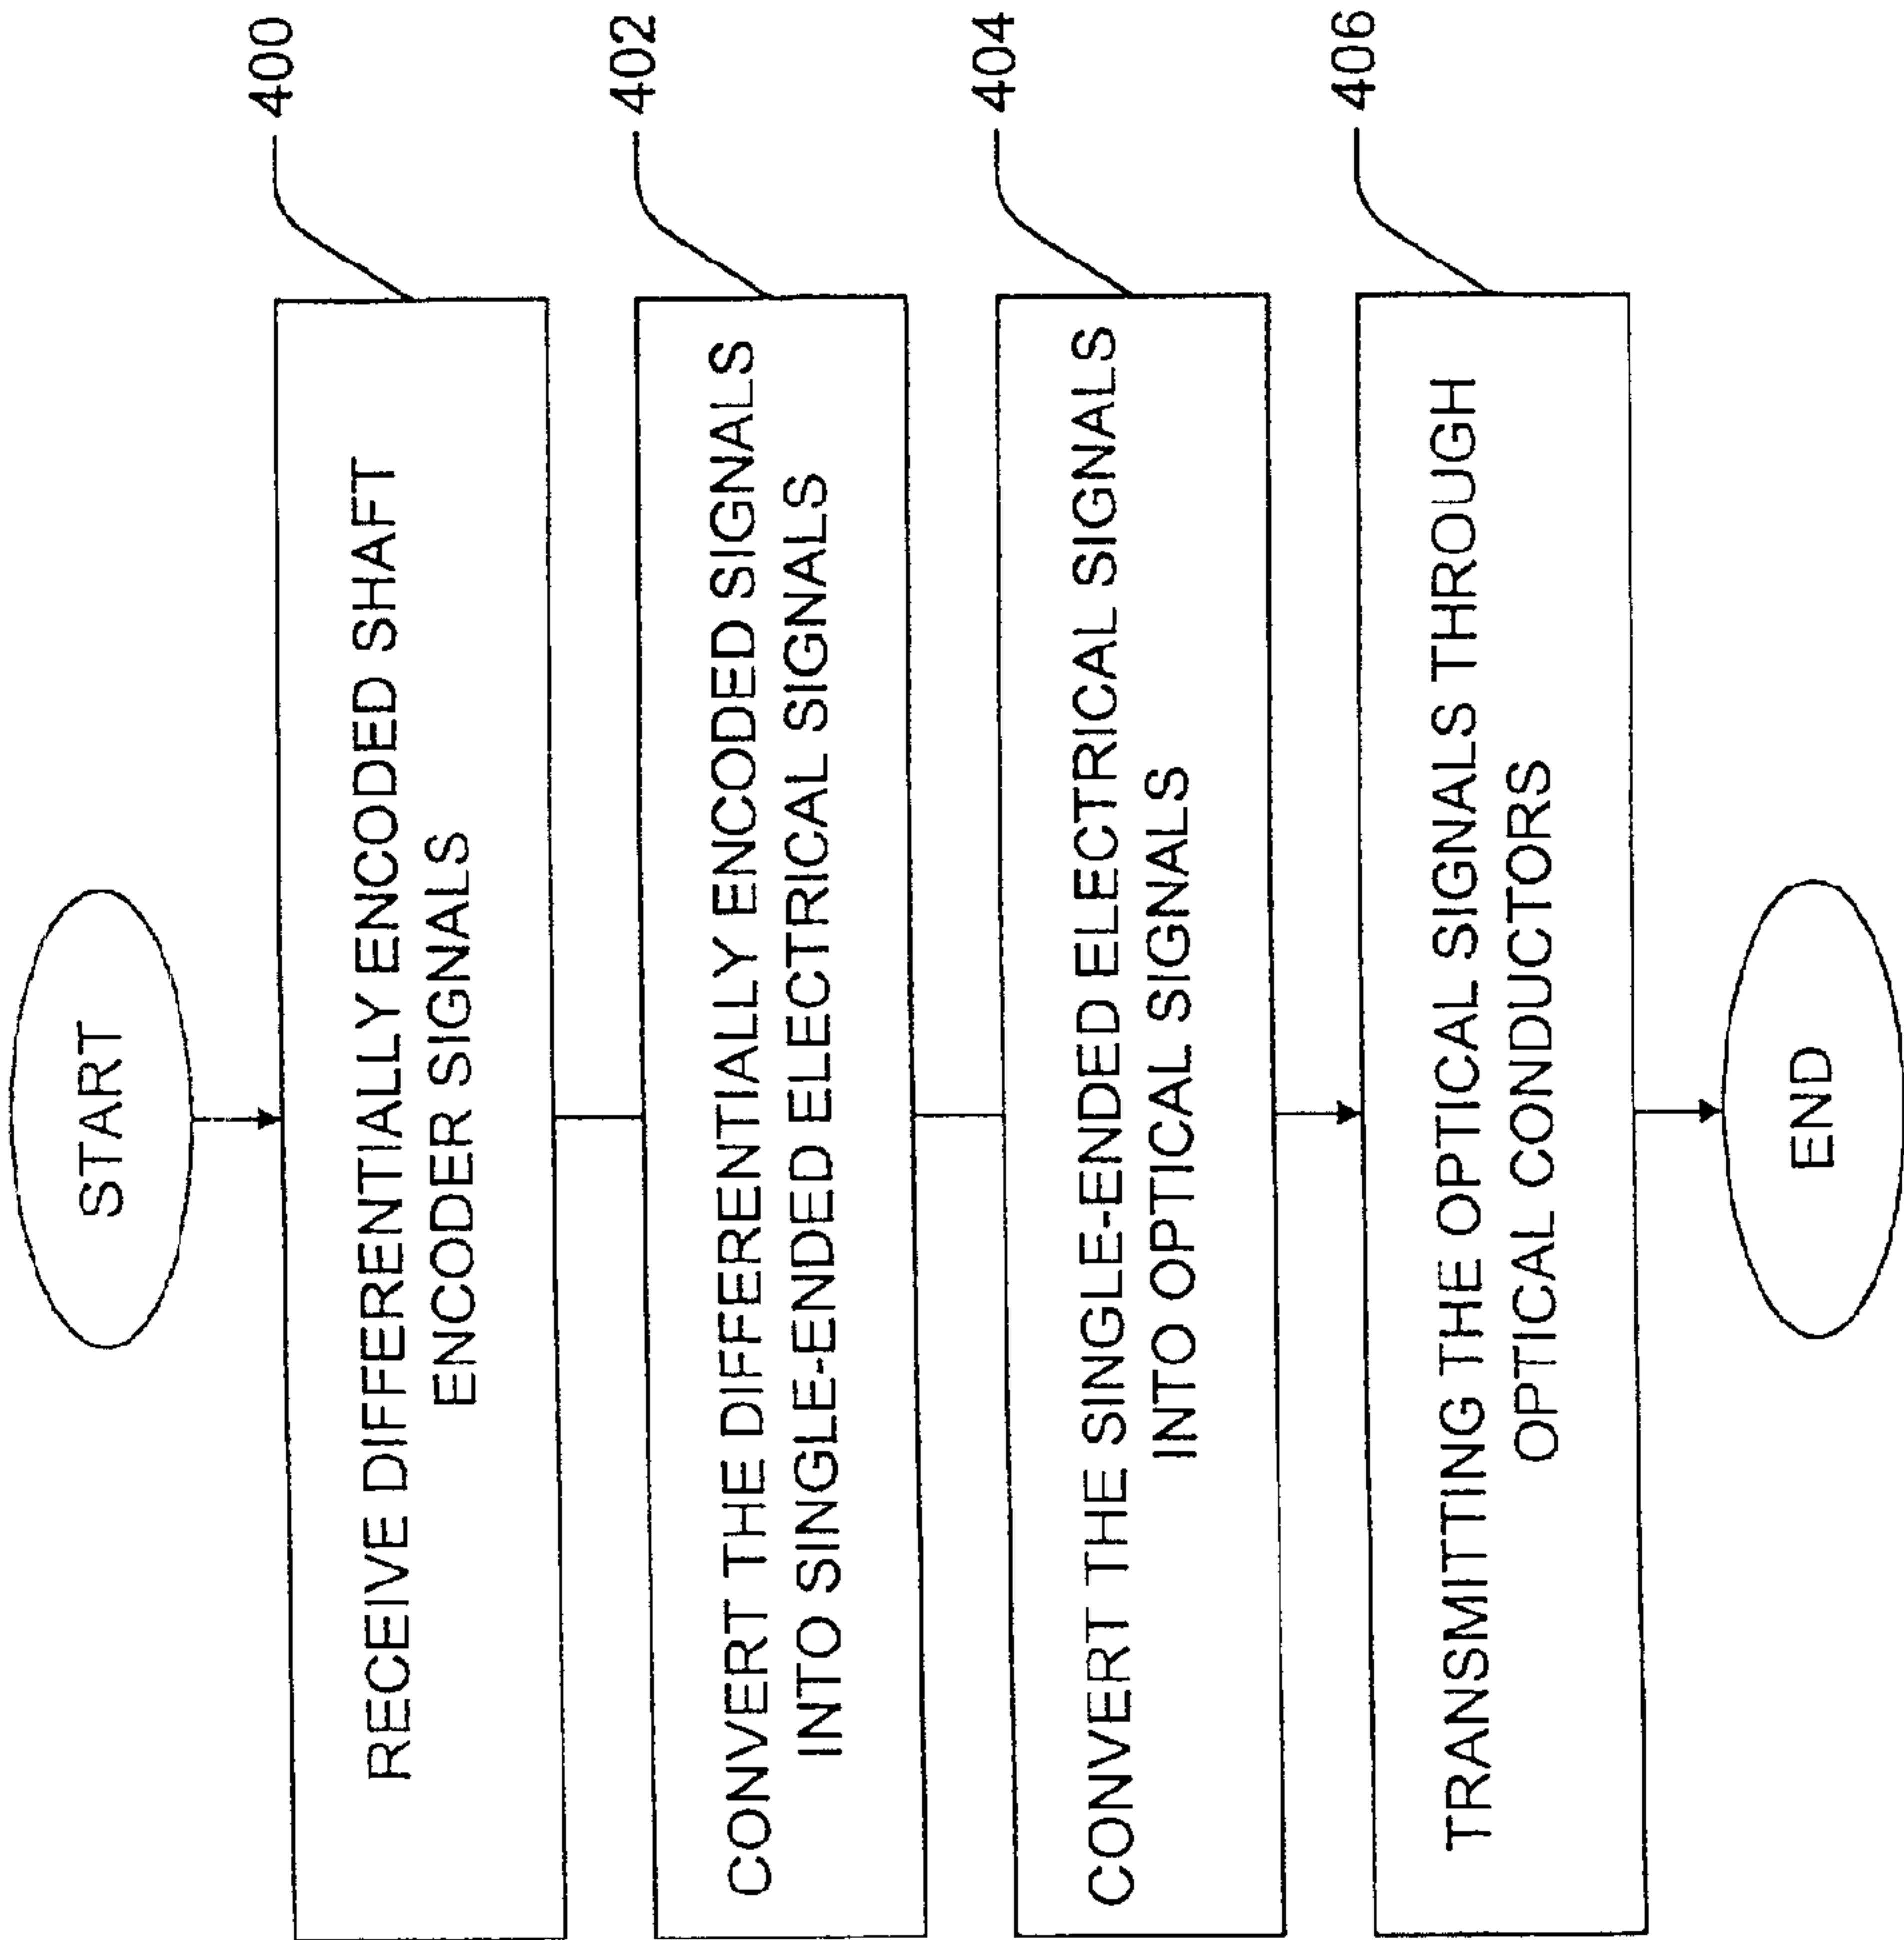 START
400
RECEIVE DIFFERENTIALLY ENCODED SHAFT
ENCODER SIGNALS
402
CONVERT THE DIFFERENTIALLY ENCODED SIGNALS
INTO SINGLE-ENDED ELECTRICAL SIGNALS
404
CONVERT THE SINGLE-ENDED ELECTRICAL SIGNALS
INTO OPTICAL SIGNALS
406
TRANSMITTING THE OPTICAL SIGNALS THROUGH
OPTICAL CONDUCTORS
END